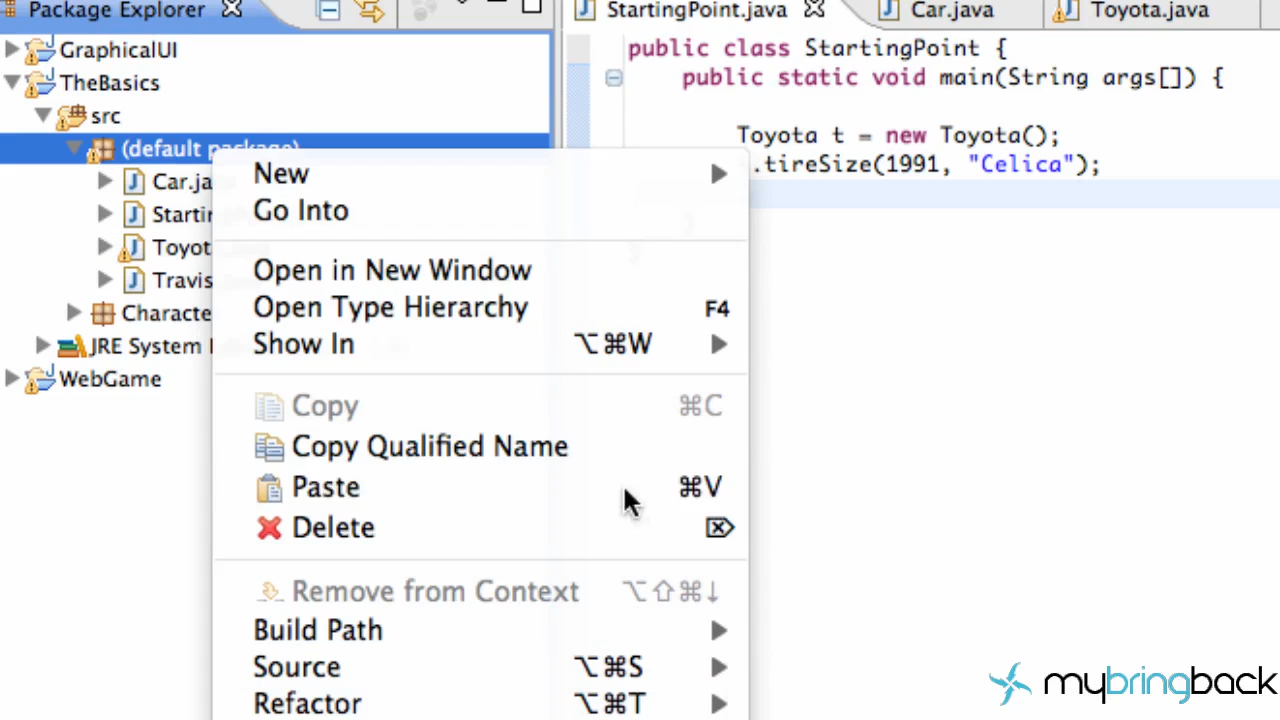 Package Explorer
GraphicalUI
TheBasics
src
(default package)
Car.ja
Startin
Toyot
Travis
Characte
JRE System
WebGame
StartingPoint.java
Car.java
Toyota.java
public class StartingPoint {
public static void main(String args[]) {
Toyota t = new Toyota();
.tireSize(1991, "Celica");
}
}
New
Go Into
Open in New Window
Open Type Hierarchy F4
Show In ⌥⌘W
Copy ⌘C
Copy Qualified Name
Paste ⌘V
Delete ⌦
Remove from Context ⌥⇧⌘↓
Build Path
Source ⌥⌘S
Refactor ⌥⌘T
mybringback